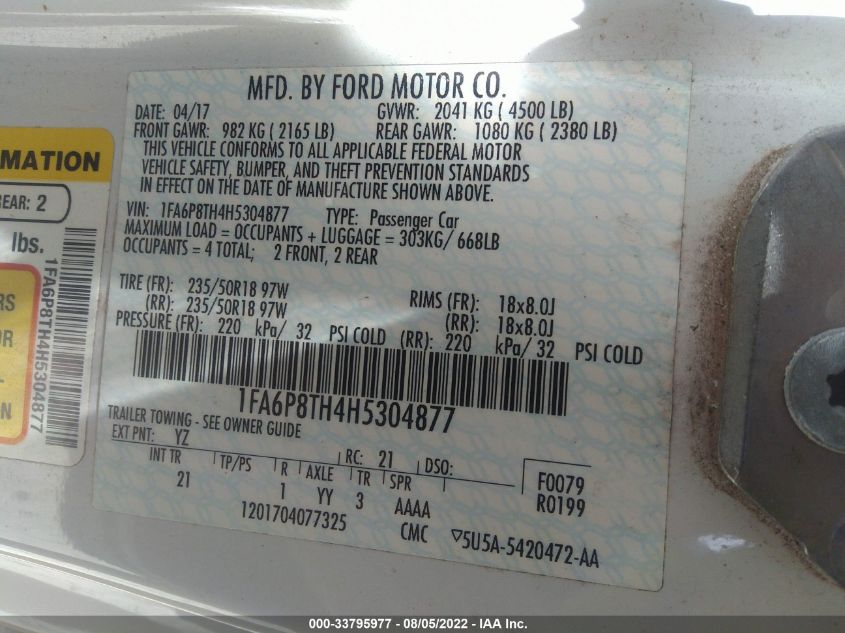 MFD. BY FORD MOTOR CO.
DATE: 04/17 GVWR: 2041 KG ( 4500 LB)
FRONT GAWR: 982 KG ( 2165 LB) REAR GAWR: 1080 KG ( 2380 LB)
THIS VEHICLE CONFORMS TO ALL APPLICABLE FEDERAL MOTOR
VEHICLE SAFETY, BUMPER, AND THEFT PREVENTION STANDARDS
IN EFFECT ON THE DATE OF MANUFACTURE SHOWN ABOVE.
VIN: 1FA6P8TH4H5304877 TYPE: Passenger Car
MAXIMUM LOAD = OCCUPANTS + LUGGAGE = 303KG/ 668LB
OCCUPANTS = 4 TOTAL; 2 FRONT, 2 REAR
TIRE (FR): 235/50R18 97W RIMS (FR): 18x8.0J
(RR): 235/50R18 97W (RR): 18x8.0J
PRESSURE (FR): 220 kPa/ 32 PSI COLD (RR): 220 kPa/ 32 PSI COLD
1FA6P8TH4H5304877
TRAILER TOWING - SEE OWNER GUIDE
EXT PNT: YZ RC: 21 DSO:
INT TR TP/PS R AXLE TR SPR F0079
21 1 YY 3 AAAA R0199
1201704077325 CMC ▽5U5A-5420472-AA
MATION
REAR: 2
lbs.
1FA6P8TH4H5304877
RS
OR
L
N
000-33795977 - 08/05/2022 - IAA Inc.